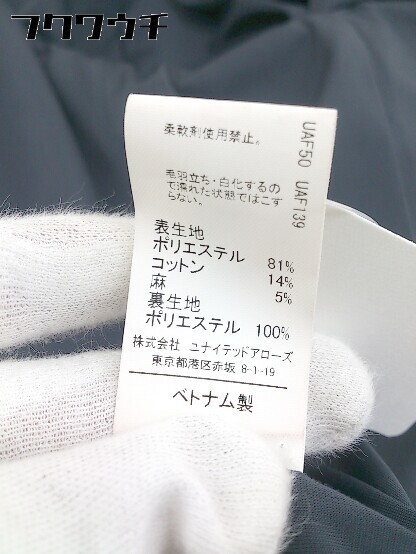 フクワウチ
柔軟剤使用禁止。
毛羽立ち・白化するの
で濡れた状態ではこす
らない。
表生地
ポリエステル 81%
コットン 14%
麻 5%
裏生地
ポリエステル 100%
株式会社 ユナイテッドアローズ
東京都港区赤坂 8-1-19
ベトナム製
UAF50 UAF139